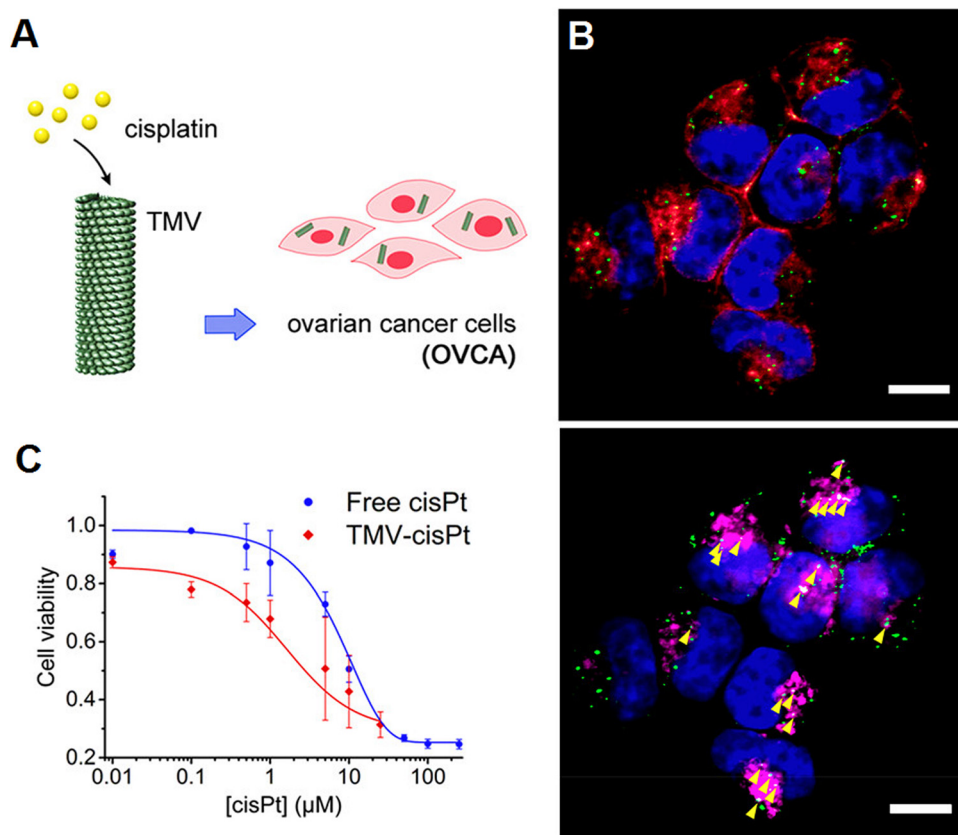 A
cisplatin
TMV
ovarian cancer cells
(OVCA)
B
C
Free cisPt
TMV-cisPt
1.0
0.8
0.6
0.4
0.2
Cell viability
0.01
0.1
1
10
100
[cisPt] (μM)